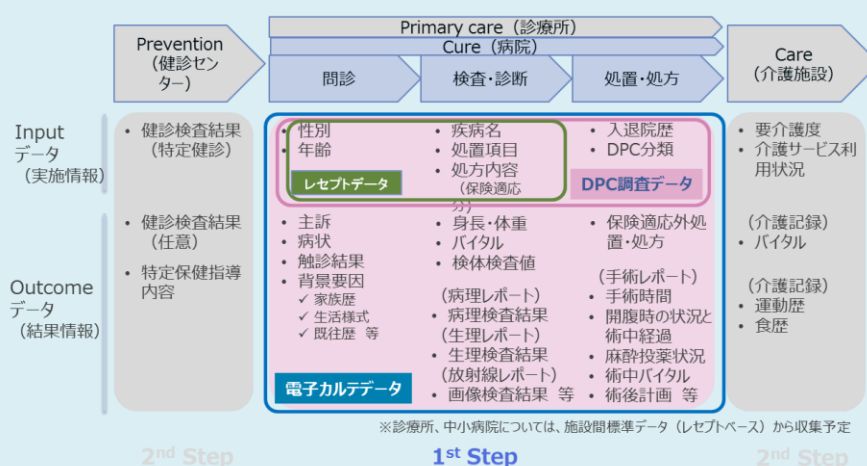 Primary care（診療所）
Cure（病院）
Prevention
（健診セン
ター）
問診
検査・診断
処置・処方
Care
（介護施設）
Input
データ
（実施情報）
• 健診検査結果
（特定健診）
• 性別
• 年齢
レセプトデータ
• 疾病名
• 処置項目
• 処方内容
（保険適応
分）
• 入退院歴
• DPC分類
DPC調査データ
• 要介護度
• 介護サービス利
用状況
Outcome
データ
（結果情報）
• 健診検査結果
（任意）
• 特定保健指導
内容
• 主訴
• 病状
• 触診結果
• 背景要因
✓ 家族歴
✓ 生活様式
✓ 既往歴 等
電子カルテデータ
• 身長・体重
• バイタル
• 検体検査値
(病理レポート)
• 病理検査結果
(生理レポート)
• 生理検査結果
(放射線レポート)
• 画像検査結果 等
• 保険適応外処
置・処方
(手術レポート)
• 手術時間
• 開腹時の状況と
術中経過
• 麻酔投薬状況
• 術中バイタル
• 術後計画 等
(介護記録)
• バイタル
(介護記録)
• 運動歴
• 食歴
※診療所、中小病院については、施設間標準データ（レセプトベース）から収集予定
2nd Step
1st Step
2nd Step